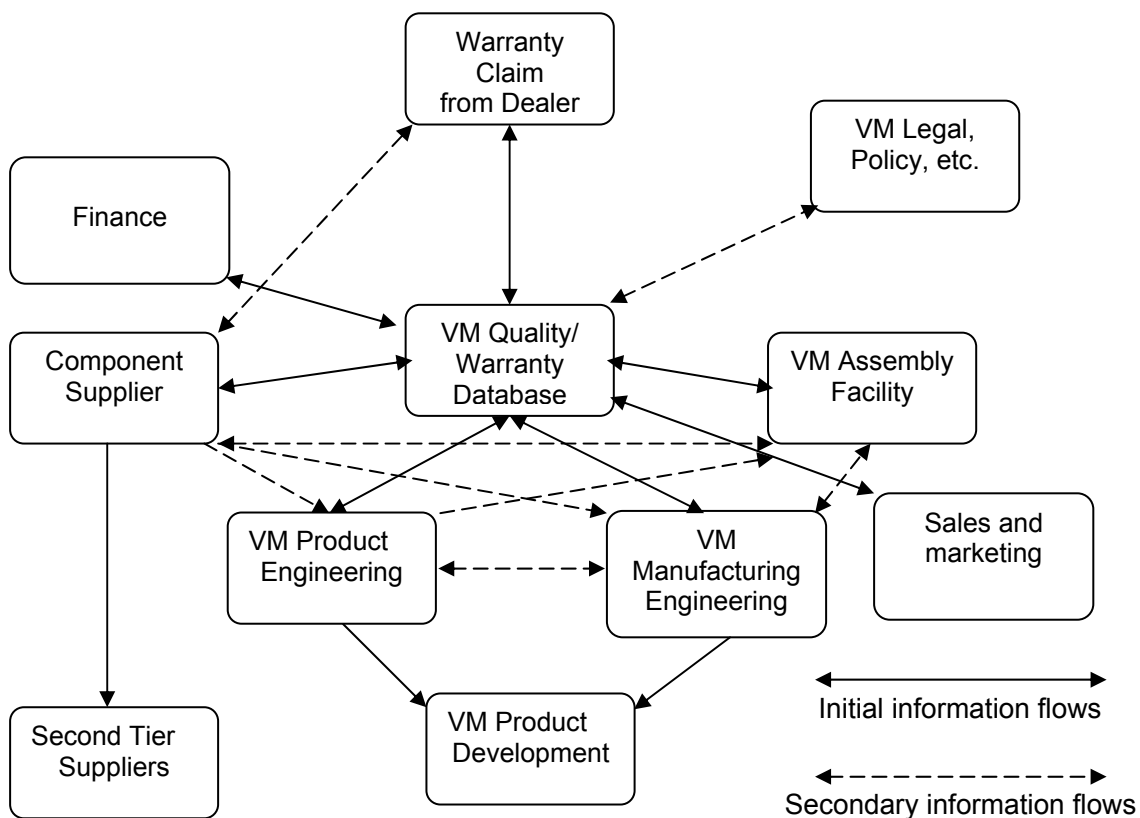 Warranty
Claim
from Dealer
VM Legal,
Policy, etc.
Finance
VM Quality/
Warranty
Database
Component
Supplier
VM Assembly
Facility
VM Product
Engineering
VM
Manufacturing
Engineering
Sales and
marketing
Second Tier
Suppliers
VM Product
Development
Initial information flows
Secondary information flows